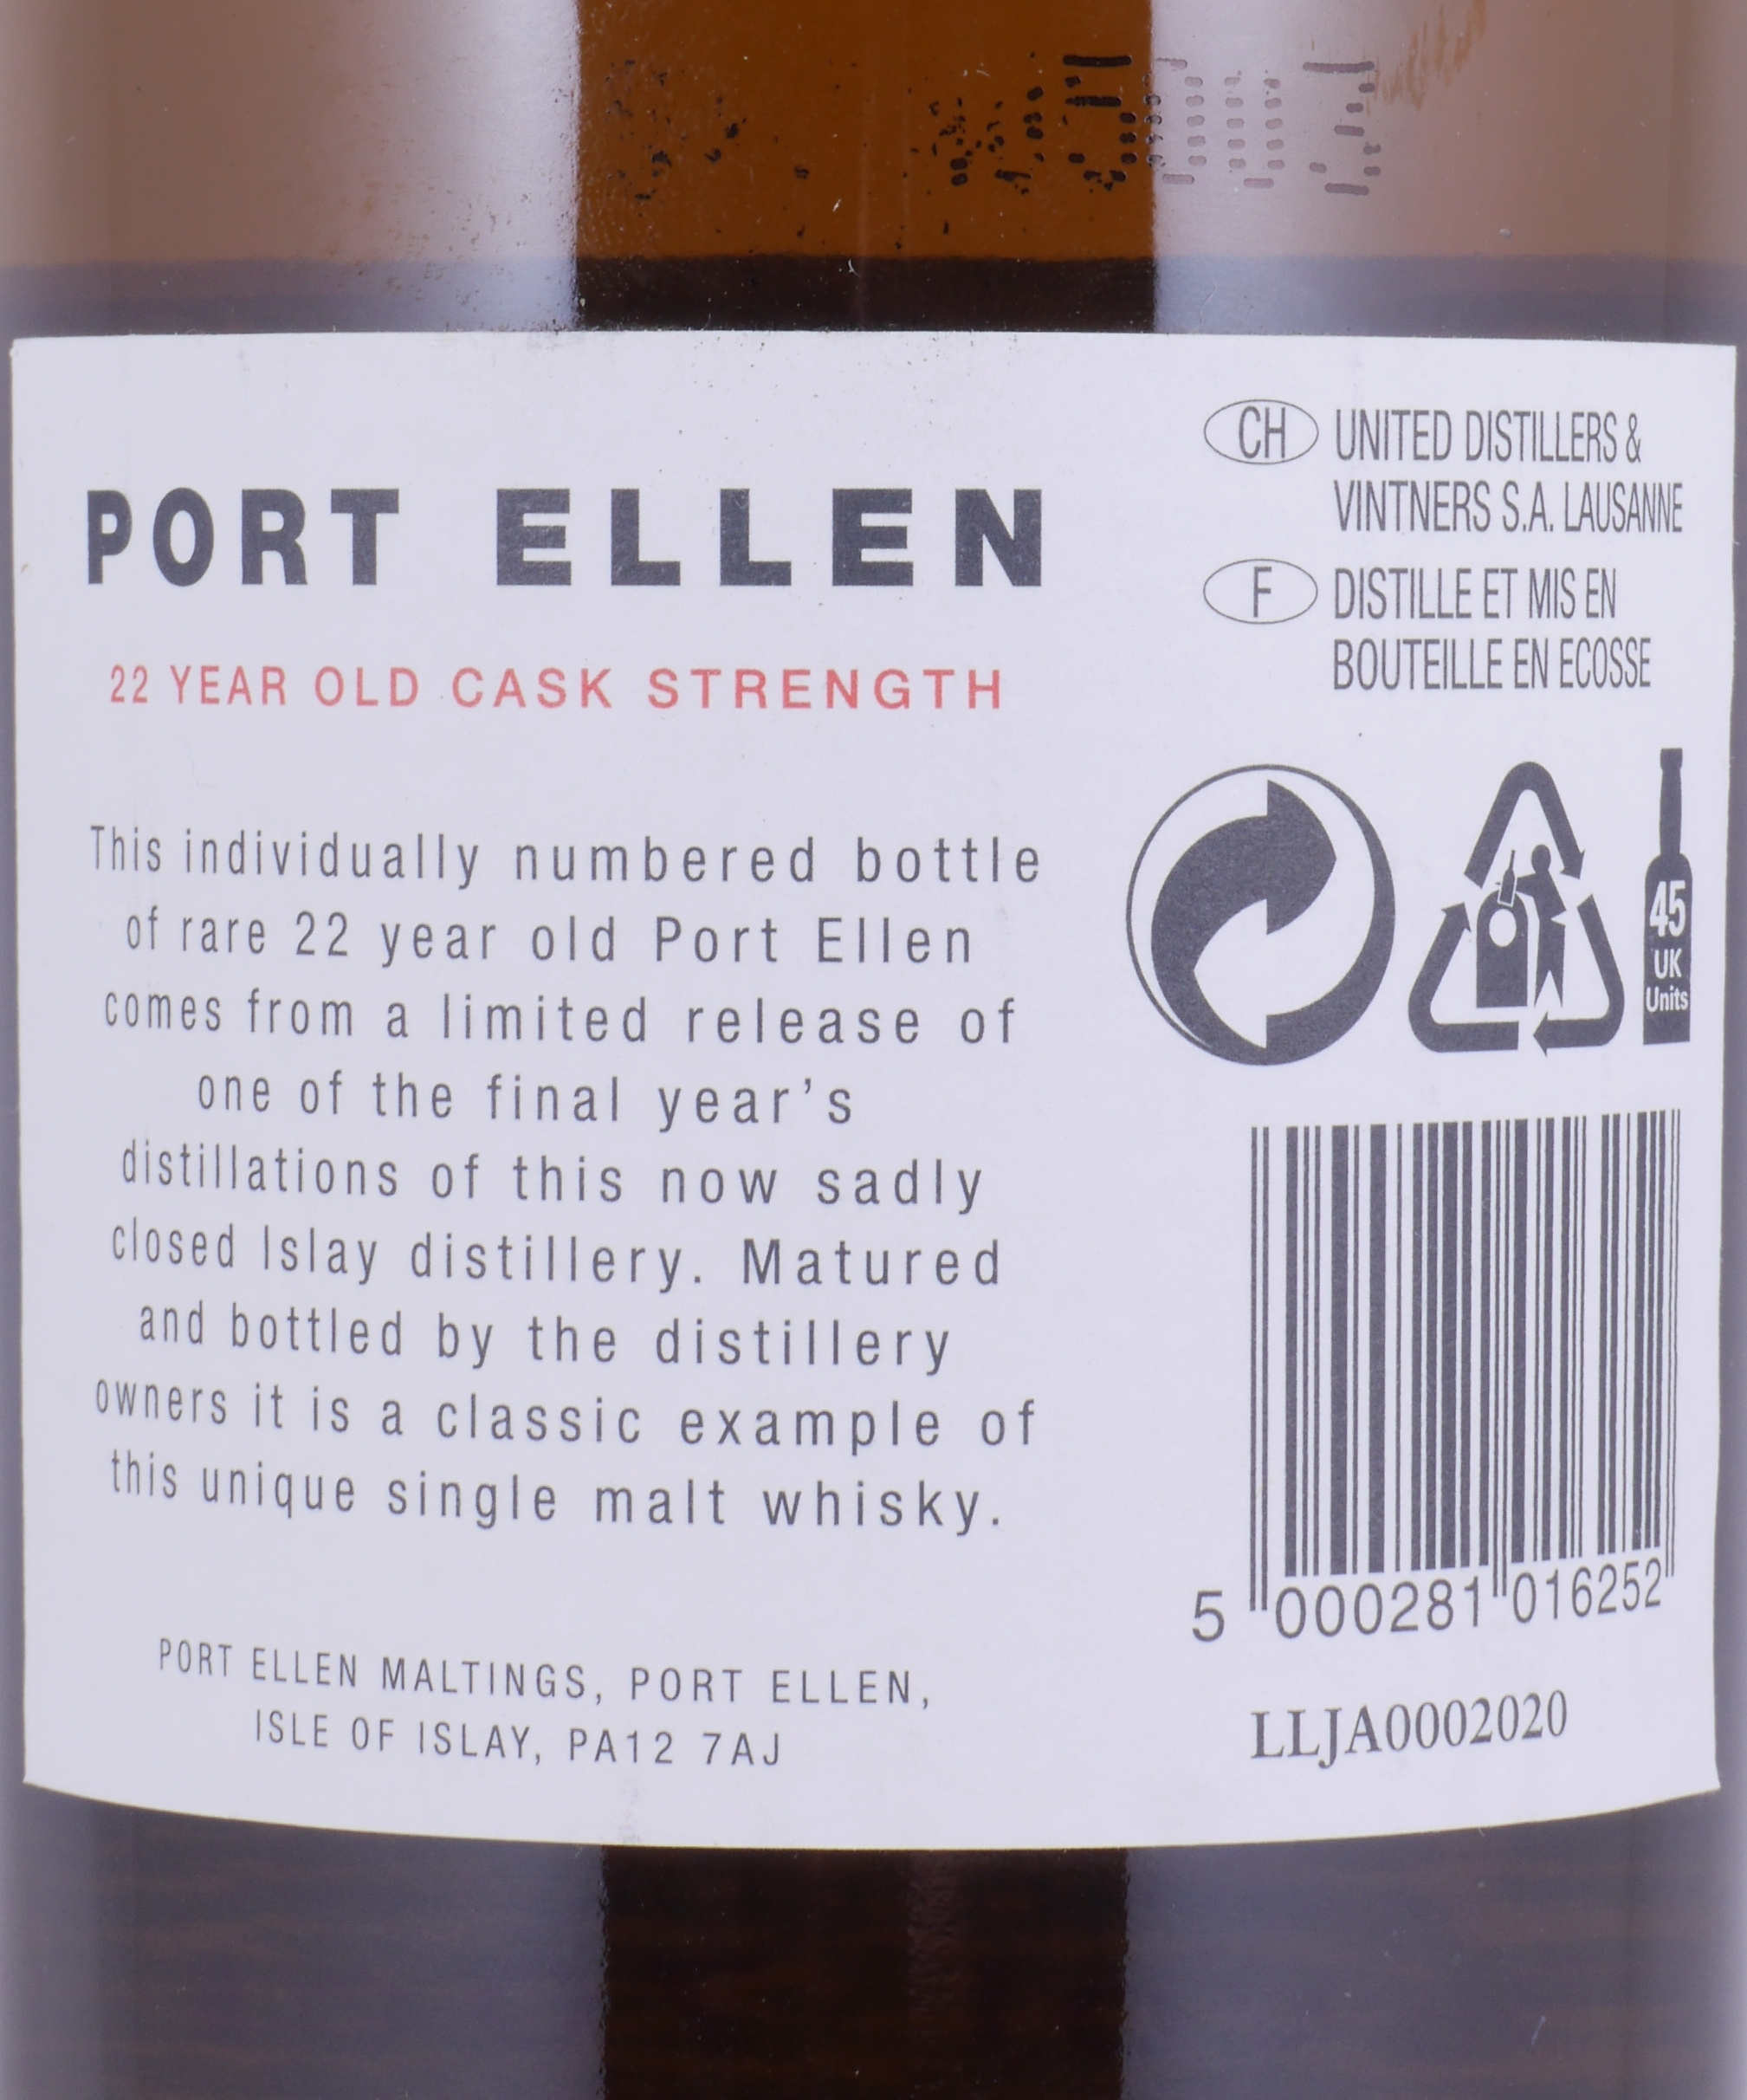 PORT ELLEN
22 YEAR OLD CASK STRENGTH
This individually numbered bottle
of rare 22 year old Port Ellen
comes from a limited release of
one of the final year's
distillations of this now sadly
closed Islay distillery. Matured
and bottled by the distillery
owners it is a classic example of
this unique single malt whisky.
PORT ELLEN MALTINGS, PORT ELLEN,
ISLE OF ISLAY, PA12 7AJ
CH UNITED DISTILLERS &
VINTNERS S.A. LAUSANNE
F DISTILLE ET MIS EN
BOUTEILLE EN ECOSSE
45
UK
Units
5 000281 016252
LLJA0002020